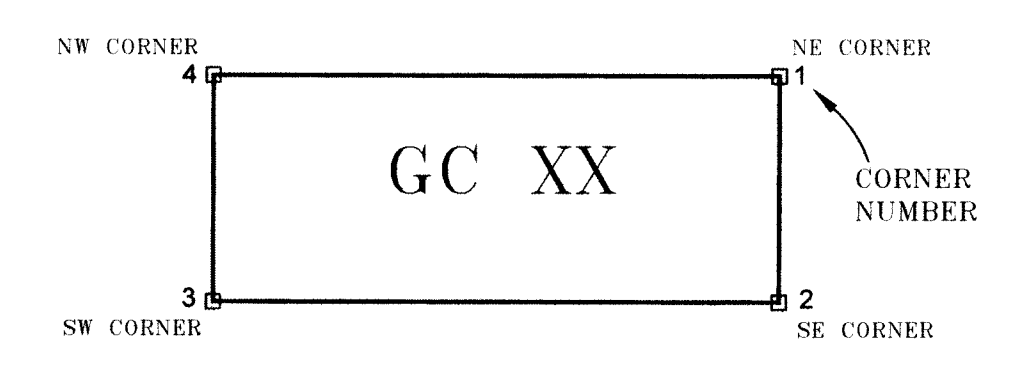 NW CORNER
NE CORNER
4
1
GC XX
CORNER
NUMBER
3
2
SW CORNER
SE CORNER